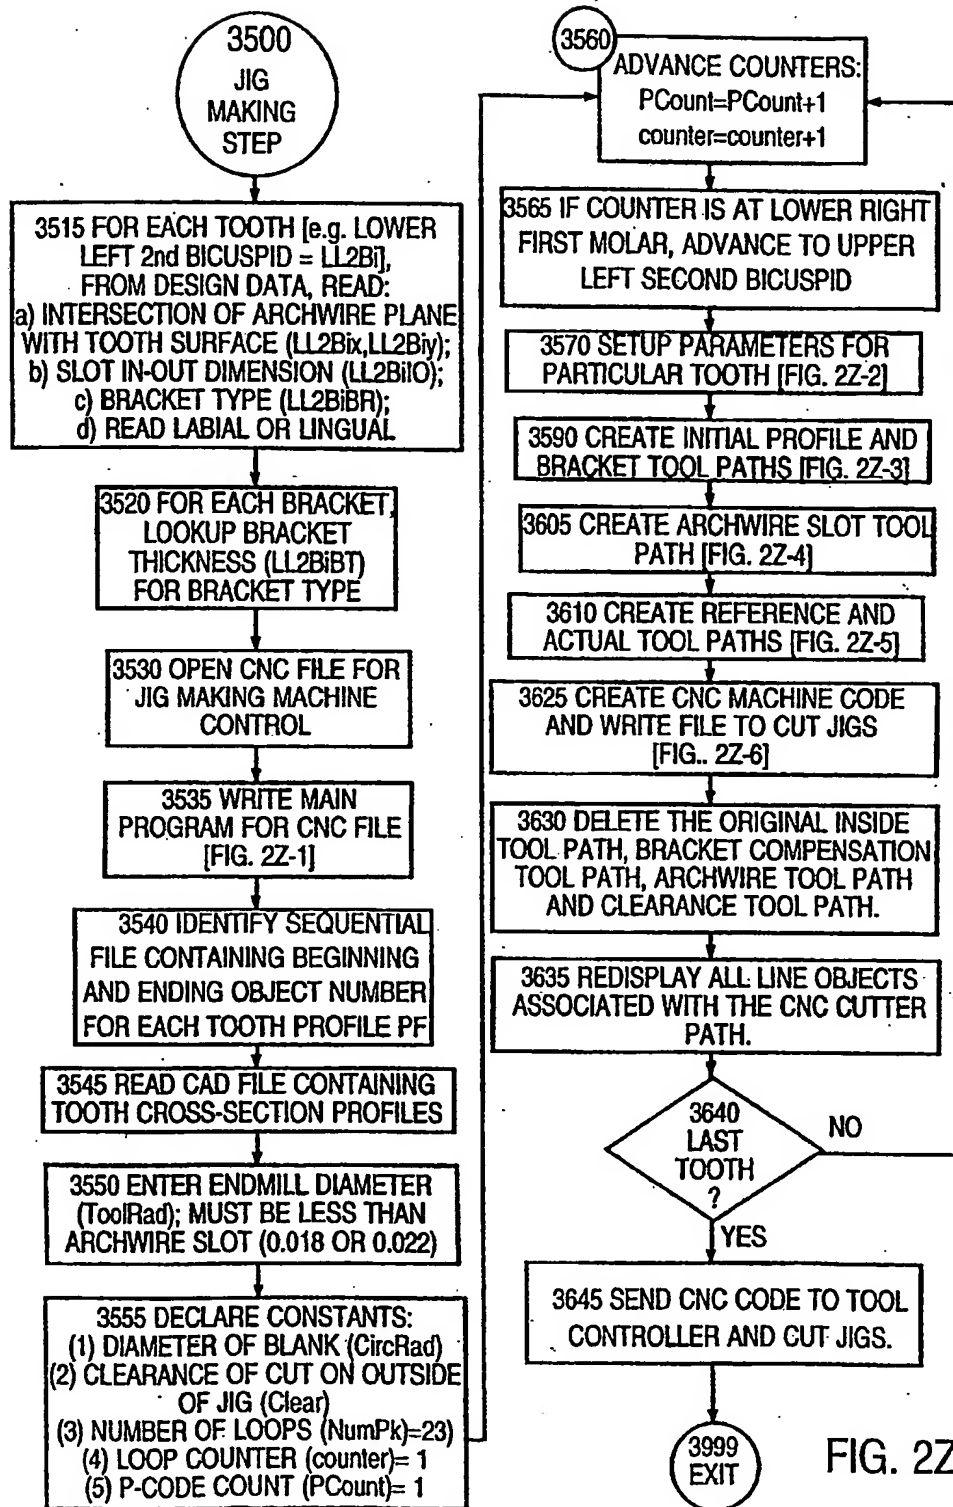 3500
JIG
MAKING
STEP
3515 FOR EACH TOOTH [e.g. LOWER
LEFT 2nd BICUSPID = LL2Bi],
FROM DESIGN DATA, READ:
a) INTERSECTION OF ARCHWIRE PLANE
WITH TOOTH SURFACE (LL2Bix,LL2Biy);
b) SLOT IN-OUT DIMENSION (LL2BiIO);
c) BRACKET TYPE (LL2BiBR);
d) READ LABIAL OR LINGUAL
3520 FOR EACH BRACKET,
LOOKUP BRACKET
THICKNESS (LL2BiBT)
FOR BRACKET TYPE
3530 OPEN CNC FILE FOR
JIG MAKING MACHINE
CONTROL
3535 WRITE MAIN
PROGRAM FOR CNC FILE
[FIG. 2Z-1]
3540 IDENTIFY SEQUENTIAL
FILE CONTAINING BEGINNING
AND ENDING OBJECT NUMBER
FOR EACH TOOTH PROFILE PF
3545 READ CAD FILE CONTAINING
TOOTH CROSS-SECTION PROFILES
3550 ENTER ENDMILL DIAMETER
(ToolRad); MUST BE LESS THAN
ARCHWIRE SLOT (0.018 OR 0.022)
3555 DECLARE CONSTANTS:
(1) DIAMETER OF BLANK (CircRad)
(2) CLEARANCE OF CUT ON OUTSIDE
OF JIG (Clear)
(3) NUMBER OF LOOPS (NumPk)=23)
(4) LOOP COUNTER (counter)= 1
(5) P-CODE COUNT (PCount)= 1
3560
ADVANCE COUNTERS:
PCount=PCount+1
counter=counter+1
3565 IF COUNTER IS AT LOWER RIGHT
FIRST MOLAR, ADVANCE TO UPPER
LEFT SECOND BICUSPID
3570 SETUP PARAMETERS FOR
PARTICULAR TOOTH [FIG. 2Z-2]
3590 CREATE INITIAL PROFILE AND
BRACKET TOOL PATHS [FIG. 2Z-3]
3605 CREATE ARCHWIRE SLOT TOOL
PATH [FIG. 2Z-4]
3610 CREATE REFERENCE AND
ACTUAL TOOL PATHS [FIG. 2Z-5]
3625 CREATE CNC MACHINE CODE
AND WRITE FILE TO CUT JIGS
[FIG.. 2Z-6]
3630 DELETE THE ORIGINAL INSIDE
TOOL PATH, BRACKET COMPENSATION
TOOL PATH, ARCHWIRE TOOL PATH
AND CLEARANCE TOOL PATH.
3635 REDISPLAY ALL LINE OBJECTS
ASSOCIATED WITH THE CNC CUTTER
PATH.
3640
LAST
TOOTH
?
NO
YES
3645 SEND CNC CODE TO TOOL
CONTROLLER AND CUT JIGS.
3999
EXIT
FIG. 2Z